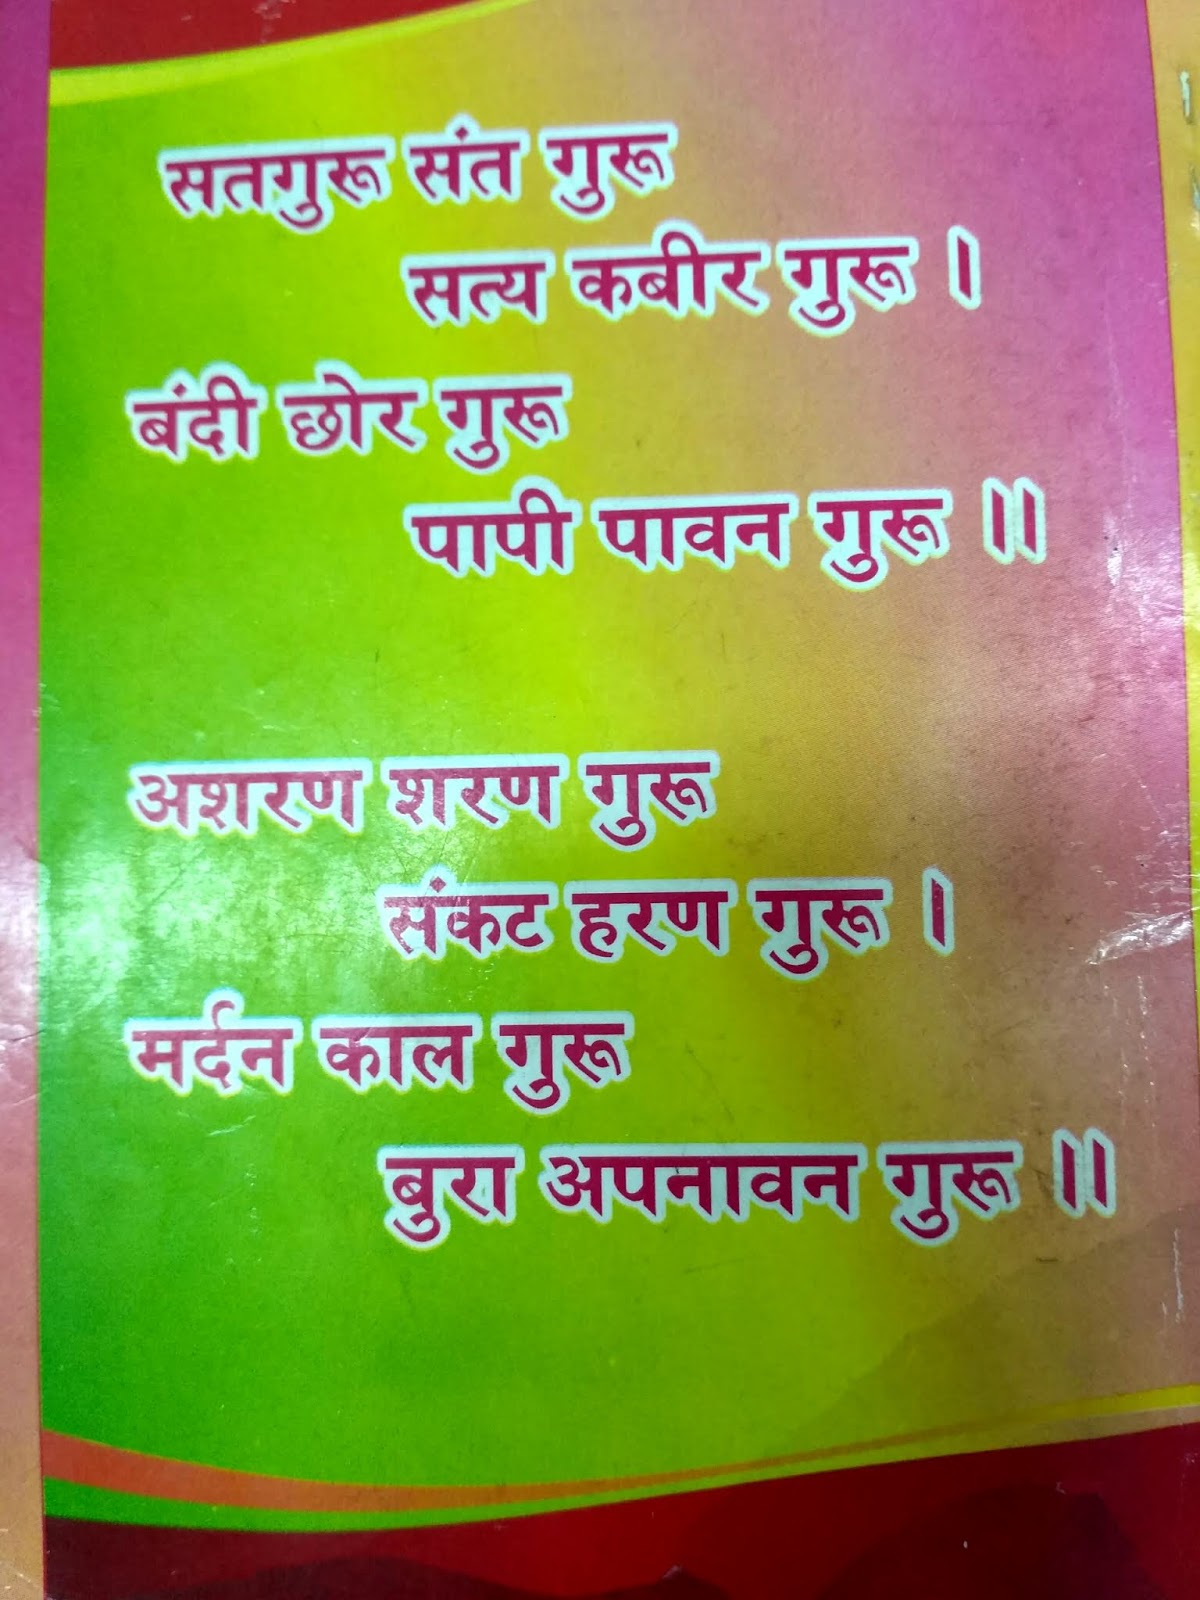 सतगुरू संत गुरू
सत्य कबीर गुरू ।
बंदी छोर गुरू
पापी पावन गुरू ।।
अशरण शरण गुरू
संकट हरण गुरू ।
मर्दन काल गुरू
बुरा अपनावन गुरू ।।